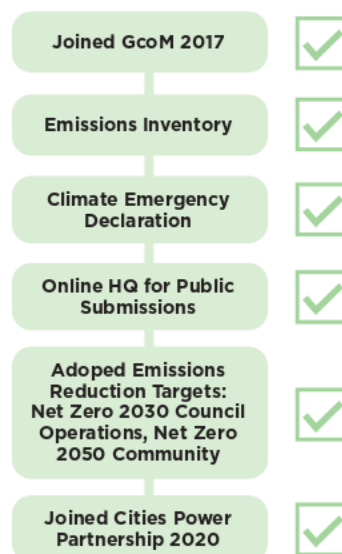 Joined GcoM 2017
Emissions Inventory
Climate Emergency
Declaration
Online HQ for Public
Submissions
Adoped Emissions
Reduction Targets:
Net Zero 2030 Council
Operations, Net Zero
2050 Community
Joined Cities Power
Partnership 2020